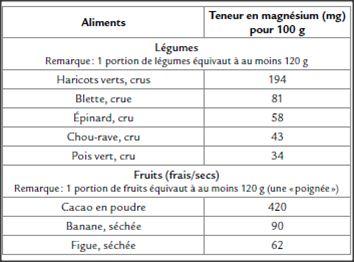 Aliments
Teneur en magnésium (mg)
pour 100 g
Légumes
Remarque : 1 portion de légumes équivaut à au moins 120 g
Haricots verts, crus 194
Blette, crue 81
Épinard, cru 58
Chou-rave, cru 43
Pois vert, cru 34
Fruits (frais/secs)
Remarque : 1 portion de fruits équivaut à au moins 120 g (une « poignée »)
Cacao en poudre 420
Banane, séchée 90
Figue, séchée 62